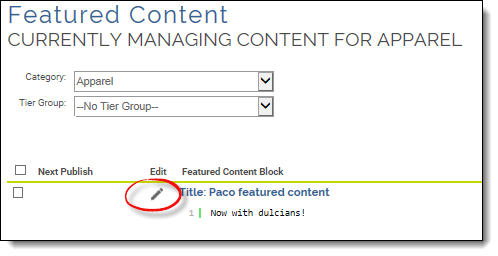 Featured Content
CURRENTLY MANAGING CONTENT FOR APPAREL
Category: Apparel
Tier Group: --No Tier Group--
Next Publish Edit Featured Content Block
Title: Paco featured content
1 Now with dulcians!